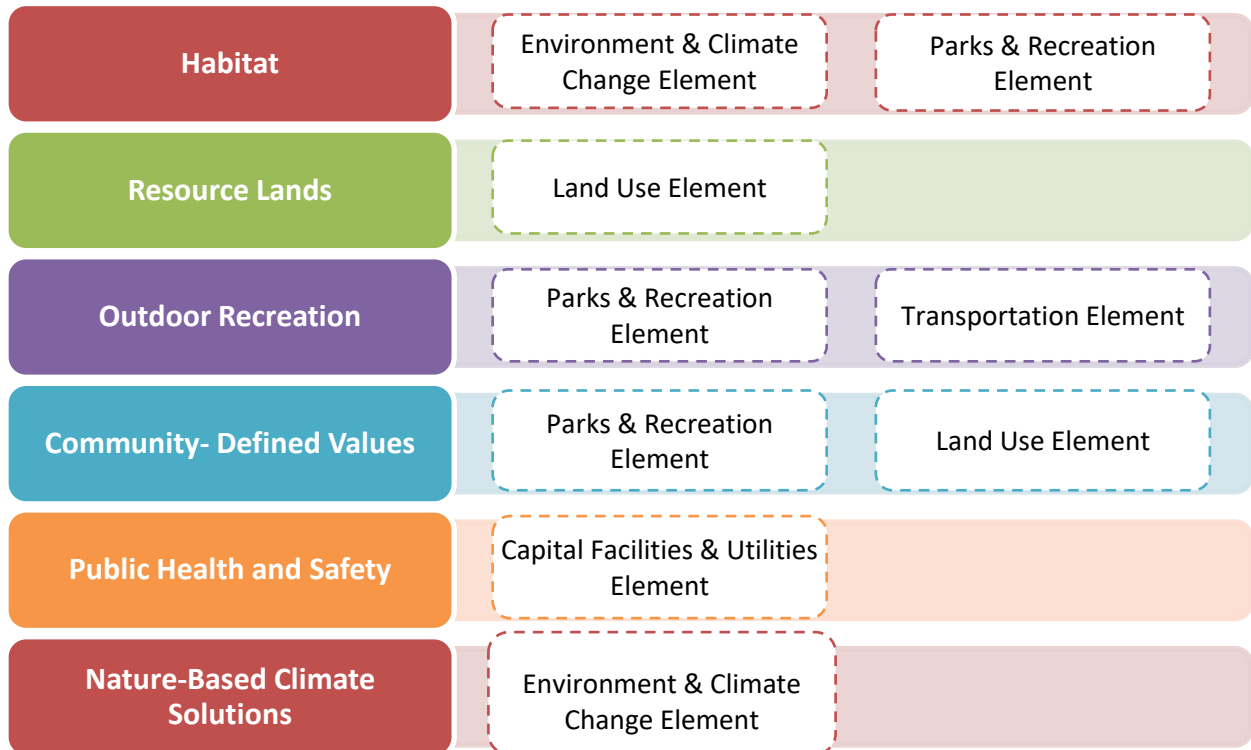 Habitat
Environment & Climate
Change Element
Parks & Recreation
Element
Resource Lands
Land Use Element
Outdoor Recreation
Parks & Recreation
Element
Transportation Element
Community- Defined Values
Parks & Recreation
Element
Land Use Element
Public Health and Safety
Capital Facilities & Utilities
Element
Nature-Based Climate
Solutions
Environment & Climate
Change Element